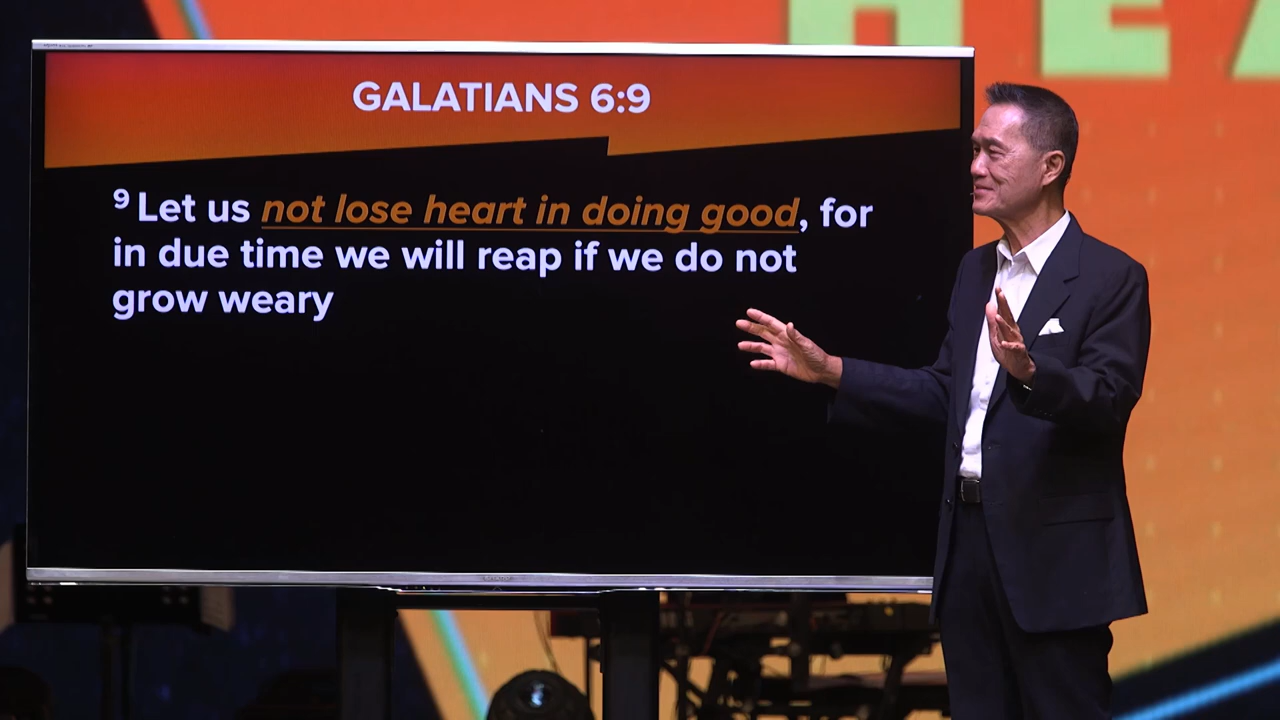 HEA
GALATIANS 6:9
9 Let us not lose heart in doing good, for
in due time we will reap if we do not
grow weary